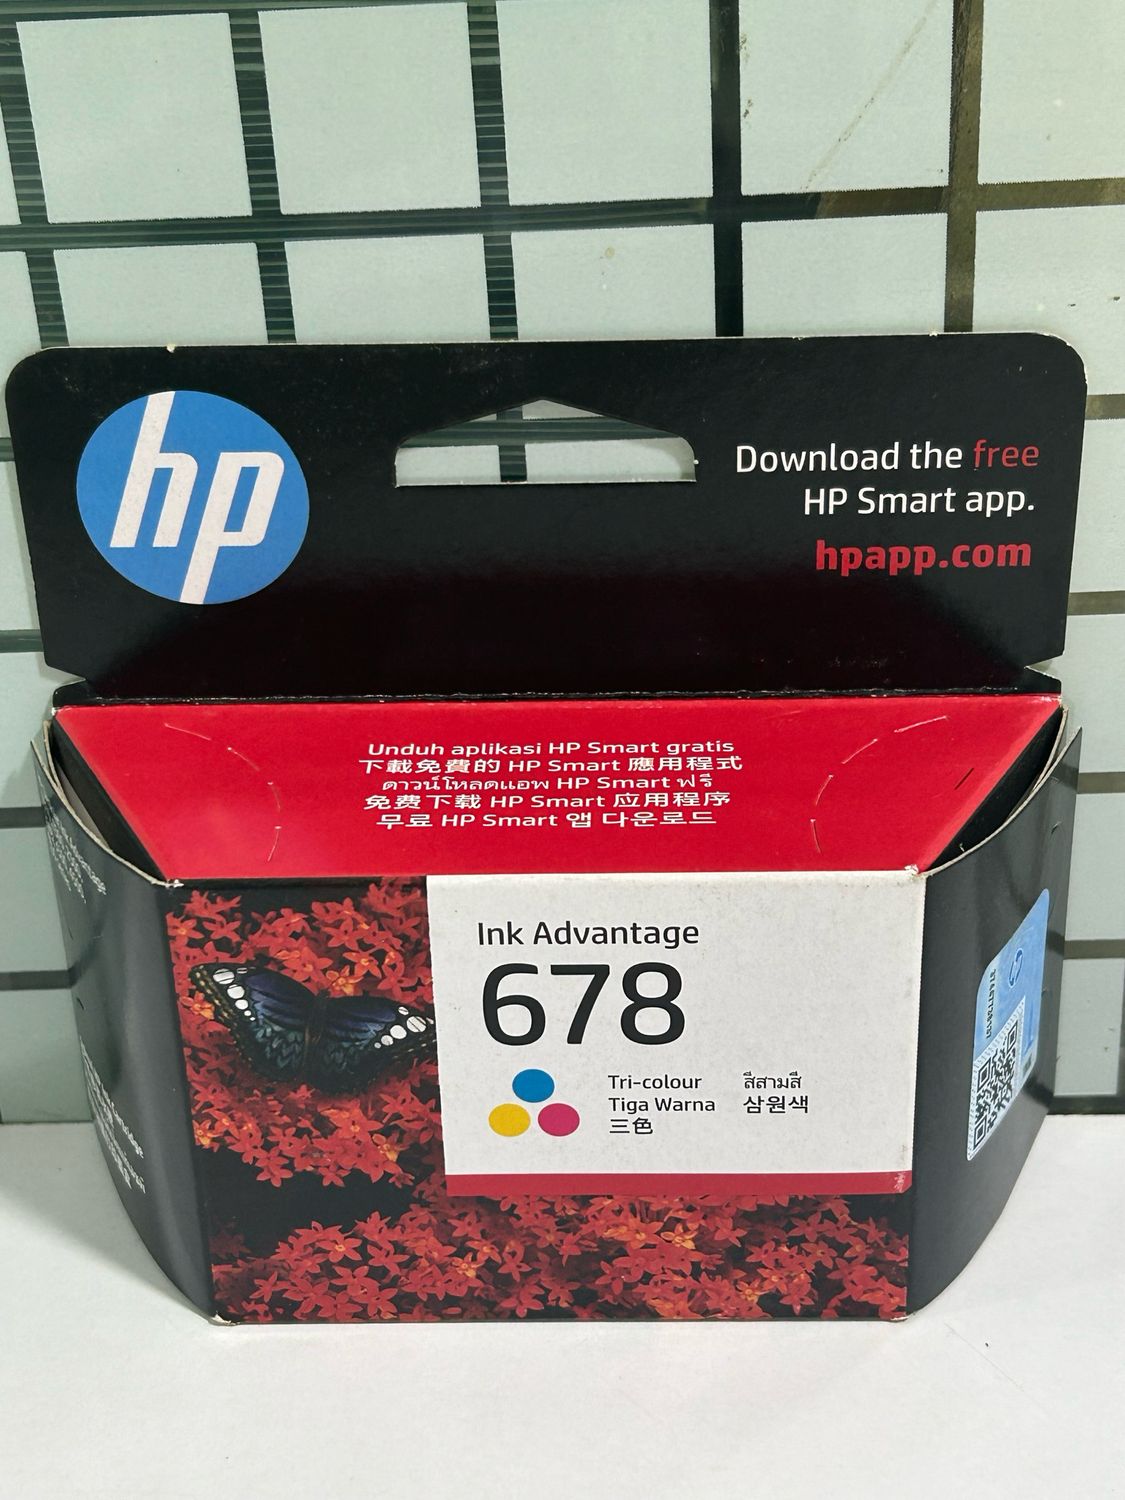 hp
Download the free
HP Smart app.
hpapp.com
Unduh aplikasi HP Smart gratis
下載免費的 HP Smart 應用程式
ดาวน์โหลดแอพ HP Smart ฟรี
免费下载 HP Smart 应用程序
무료 HP Smart 앱 다운로드
Ink Advantage
678
Tri-colour
Tiga Warna
三色
สีสามสี
삼원색